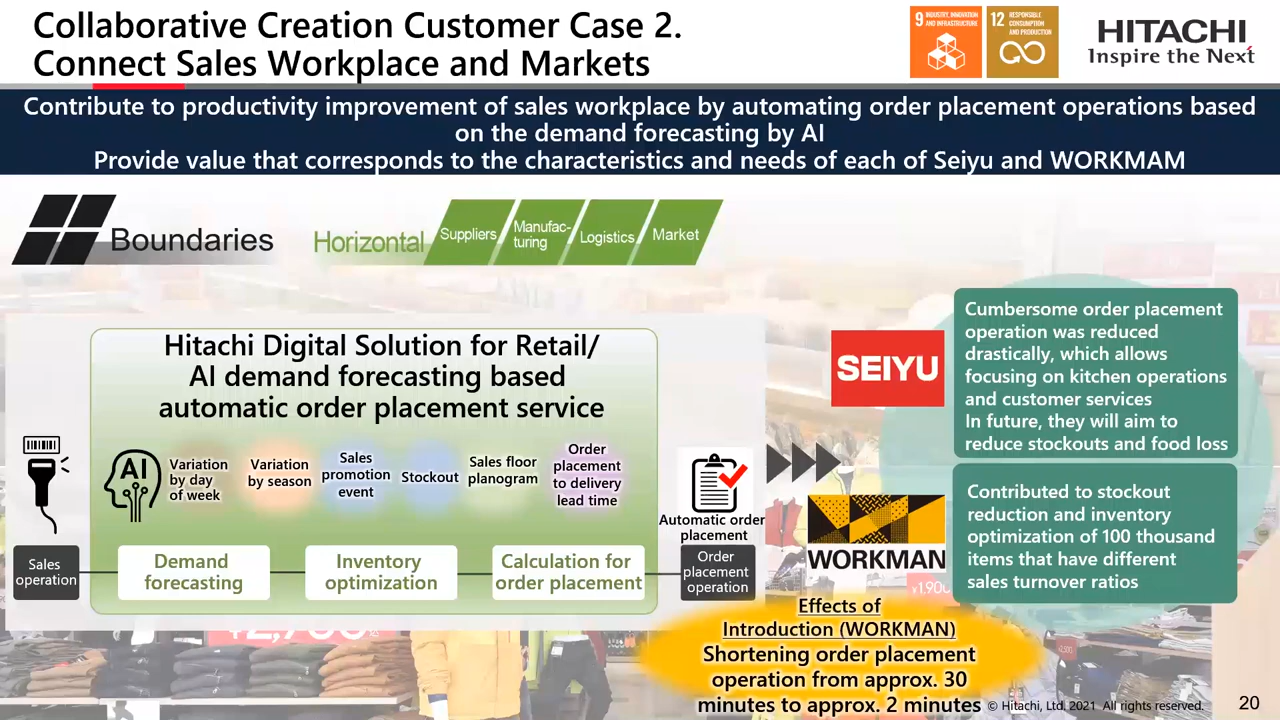 Collaborative Creation Customer Case 2.
Connect Sales Workplace and Markets
9 INDUSTRY, INNOVATION
AND INFRASTRUCTURE
12 RESPONSIBLE
CONSUMPTION
AND PRODUCTION
HITACHI
Inspire the Next
Contribute to productivity improvement of sales workplace by automating order placement operations based
on the demand forecasting by AI
Provide value that corresponds to the characteristics and needs of each of Seiyu and WORKMAM
Boundaries
Horizontal
Suppliers
Manufac-
turing
Logistics
Market
Hitachi Digital Solution for Retail/
AI demand forecasting based
automatic order placement service
AI
Variation
by day
of week
Variation
by season
Sales
promotion
event
Stockout
Sales floor
planogram
Order
placement
to delivery
lead time
Automatic order
placement
Sales
operation
Demand
forecasting
Inventory
optimization
Calculation for
order placement
Order
placement
operation
SEIYU
Cumbersome order placement
operation was reduced
drastically, which allows
focusing on kitchen operations
and customer services
In future, they will aim to
reduce stockouts and food loss
WORKMAN
Contributed to stockout
reduction and inventory
optimization of 100 thousand
items that have different
sales turnover ratios
Effects of
Introduction (WORKMAN)
Shortening order placement
operation from approx. 30
minutes to approx. 2 minutes
© Hitachi, Ltd. 2021 All rights reserved.
20